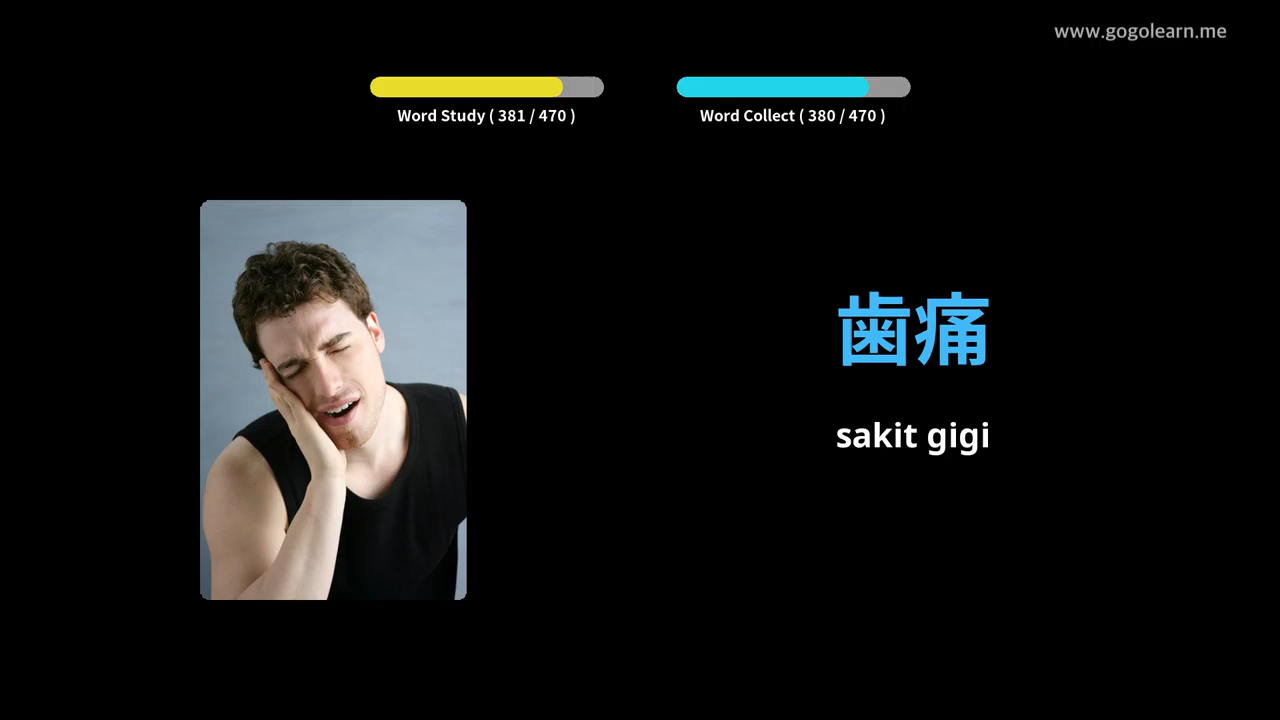 www.gogolearn.me
Word Study ( 381 / 470 )
Word Collect ( 380 / 470 )
歯痛
sakit gigi